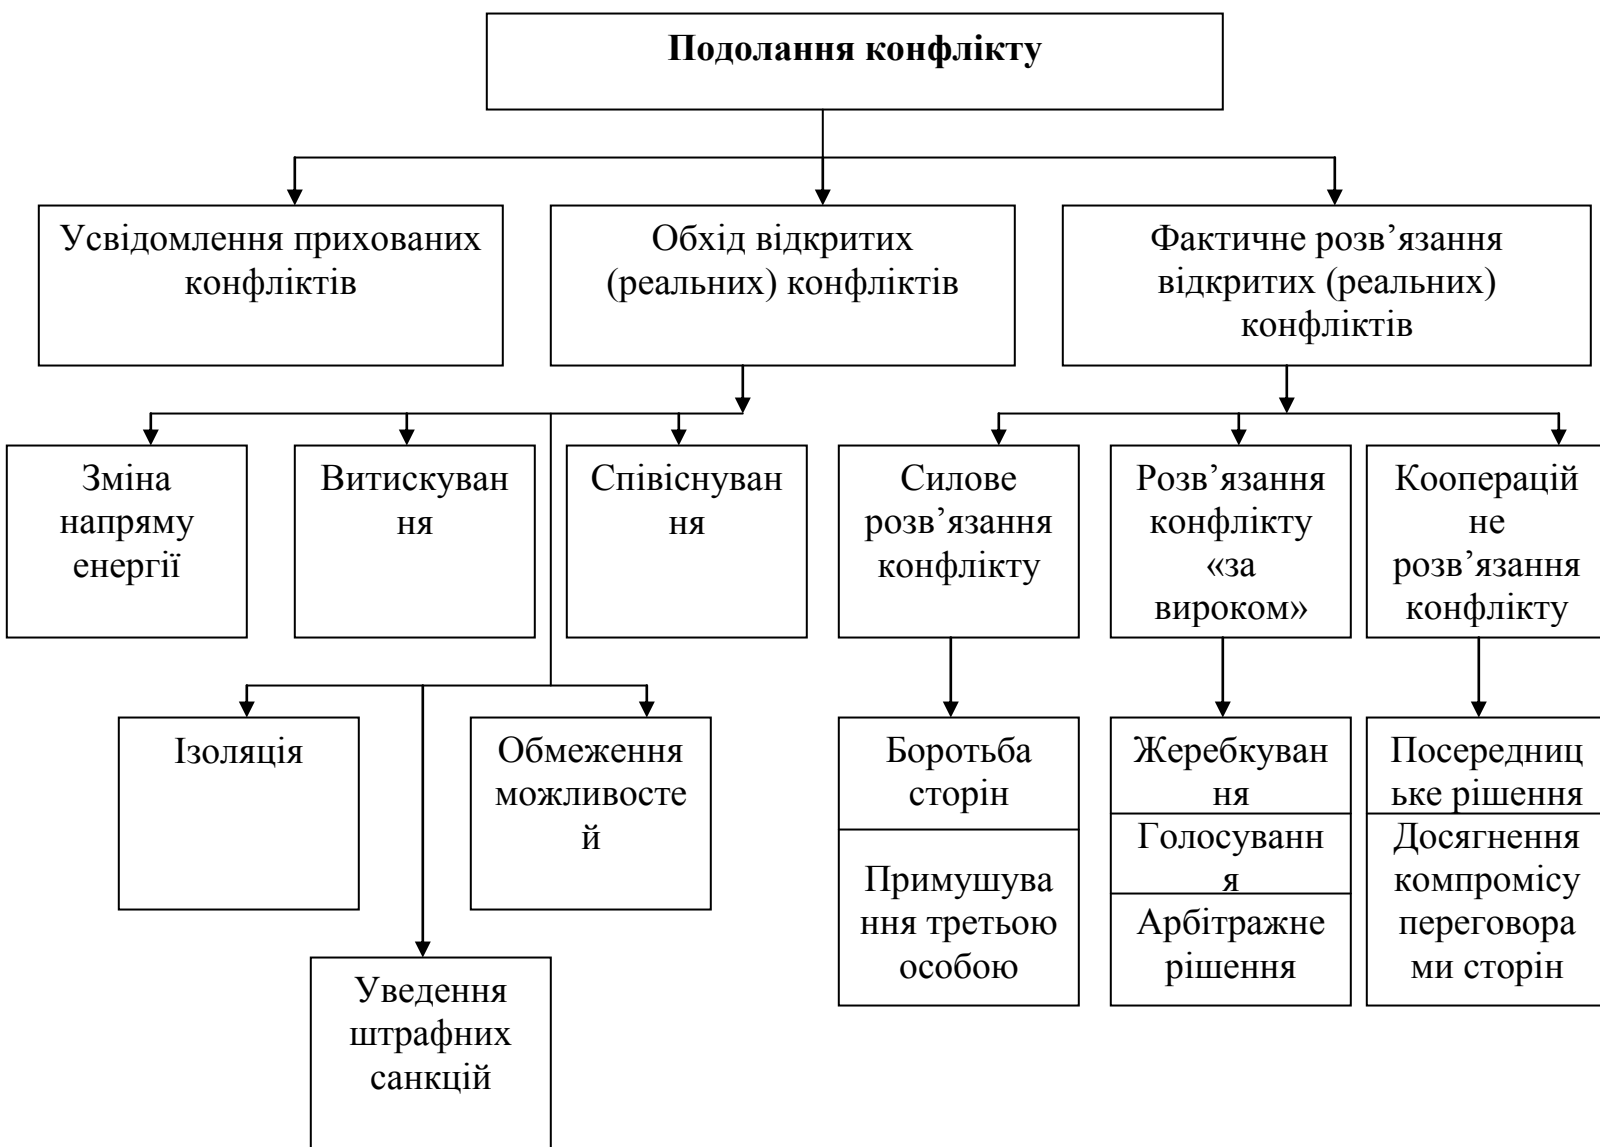 Подолання конфлікту
Усвідомлення прихованих
конфліктів
Обхід відкритих
(реальних) конфліктів
Фактичне розв’язання
відкритих (реальних)
конфліктів
Зміна
напряму
енергії
Витискуван
ня
Співіснуван
ня
Силове
розв’язання
конфлікту
Розв’язання
конфлікту
«за
вироком»
Кооперацій
не
розв’язання
конфлікту
Ізоляція
Обмеження
можливосте
й
Уведення
штрафних
санкцій
Боротьба
сторін
Примушува
ння третьою
особою
Жеребкуван
ня
Голосуванн
я
Арбітражне
рішення
Посередниц
ьке рішення
Досягнення
компромісу
переговора
ми сторін